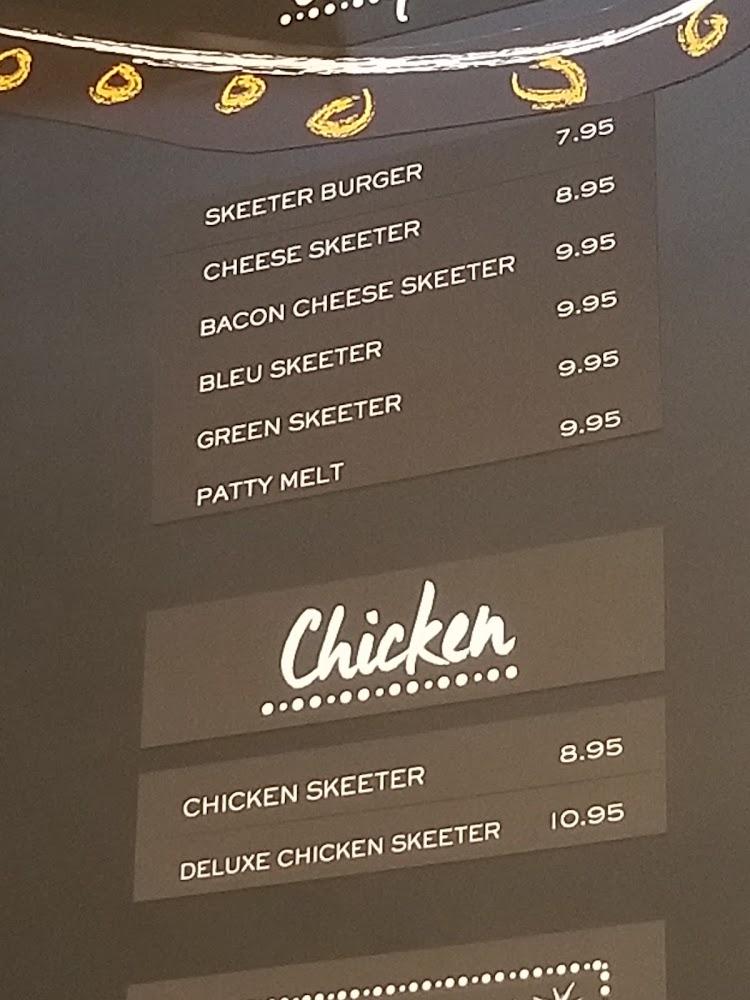 SKEETER BURGER 7.95
CHEESE SKEETER 8.95
BACON CHEESE SKEETER 9.95
BLEU SKEETER 9.95
GREEN SKEETER 9.95
PATTY MELT 9.95
Chicken
CHICKEN SKEETER 8.95
DELUXE CHICKEN SKEETER 10.95